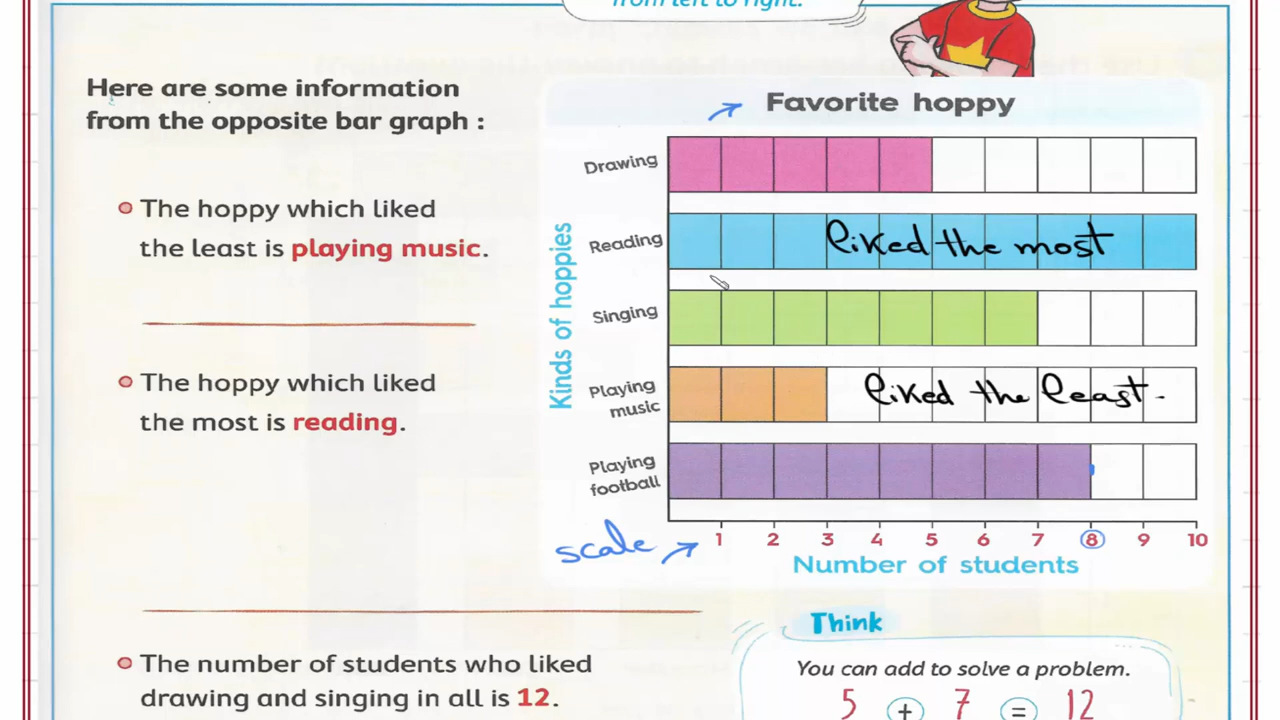 from left to right.
Here are some information
from the opposite bar graph :
The hoppy which liked
the least is playing music.
The hoppy which liked
the most is reading.
The number of students who liked
drawing and singing in all is 12.
Favorite hoppy
Kinds of hoppies
Drawing
Reading
liked the most
Singing
Playing
music
liked the least.
Playing
football
scale
1 2 3 4 5 6 7 8 9 10
Number of students
Think
You can add to solve a problem.
5 + 7 = 12